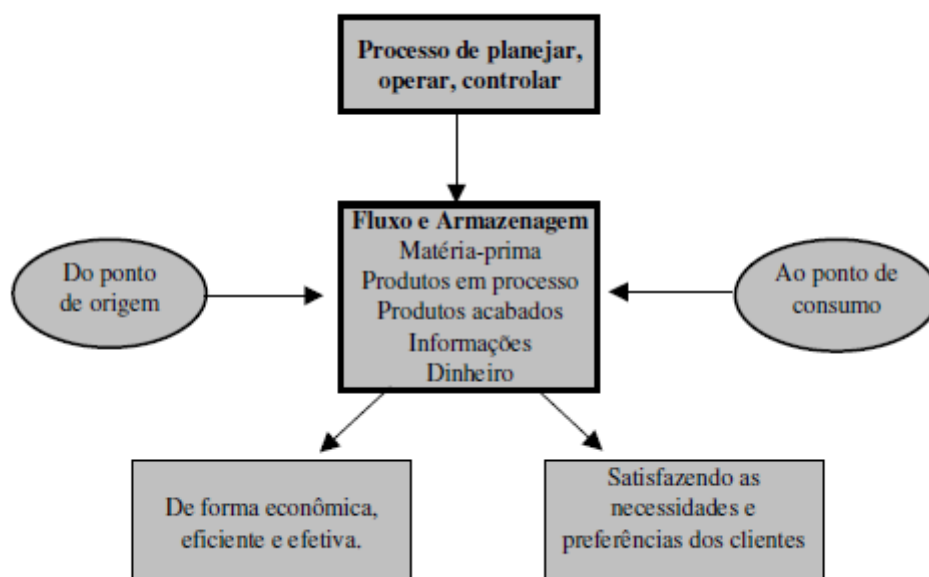 Processo de planejar,
operar, controlar
Fluxo e Armazenagem
Matéria-prima
Produtos em processo
Produtos acabados
Informações
Dinheiro
Do ponto
de origem
Ao ponto de
consumo
De forma econômica,
eficiente e efetiva.
Satisfazendo as
necessidades e
preferências dos clientes